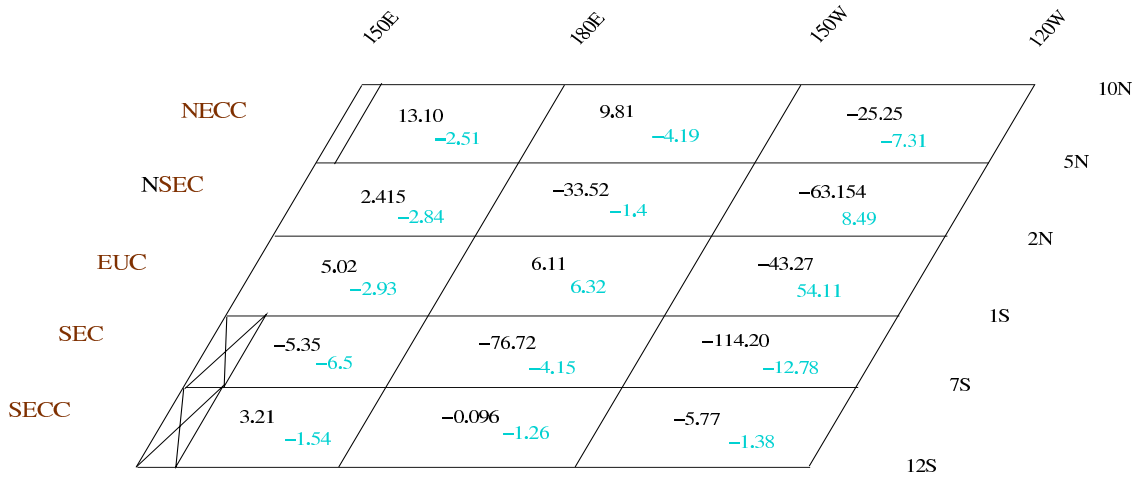 150E 180E 150W 120W
10N
NECC 13.10 9.81 −25.25
−2.51 −4.19 −7.31
5N
NSEC 2.415 −33.52 −63.154
−2.84 −1.4 8.49
2N
EUC 5.02 6.11 −43.27
−2.93 6.32 54.11
1S
SEC −5.35 −76.72 −114.20
−6.5 −4.15 −12.78
7S
SECC 3.21 −0.096 −5.77
−1.54 −1.26 −1.38
12S